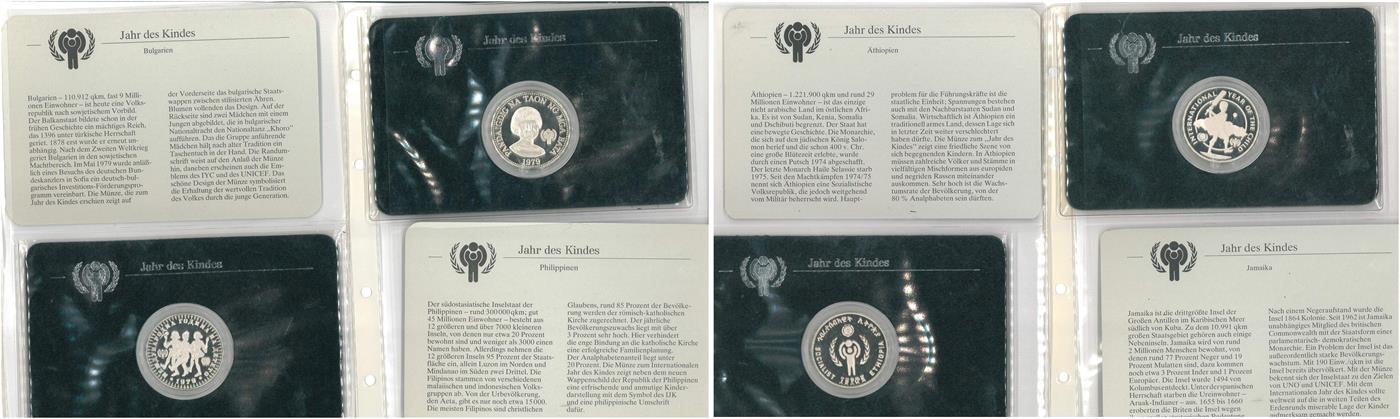 Jahr des Kindes
Bulgarien
Bulgarien – 110.912 qkm, fast 9 Milli-
onen Einwohner – ist heute eine Volks-
republik nach sowjetischem Vorbild.
Der Balkanstaat bildete schon in der
frühen Geschichte ein mächtiges Reich,
das 1396 unter türkische Herrschaft
geriet. 1878 erst wurde er erneut un-
abhängig. Nach dem Zweiten Weltkrieg
geriet Bulgarien in den sowjetischen
Machtbereich. Im Mai 1979 wurde anläß-
lich eines Besuchs des deutschen Bun-
deskanzlers in Sofia ein deutsch-bul-
garisches Investitions-Förderungspro-
gramm vereinbart. Die Münze, die zum
Jahr des Kindes erschien zeigt auf
der Vorderseite das bulgarische Staats-
wappen zwischen stilisierten Ähren.
Blumen vollenden das Design. Auf der
Rückseite sind zwei Mädchen mit einem
Jungen abgebildet, die in bulgarischer
Nationaltracht den Nationaltanz „Khoro"
aufführen. Das die Gruppe anführende
Mädchen hält nach alter Tradition ein
Taschentuch in der Hand. Die Randum-
schrift weist auf den Anlaß der Münze
hin, daneben erscheinen auch die Em-
bleme des IYC und des UNICEF. Das
schöne Design der Münze symbolisiert
die Erhaltung der wertvollen Tradition
des Volkes durch die junge Generation.
Jahr des Kindes
PANDAIGDIG NA TAON NG MGA BATA
1979
Jahr des Kindes
1979
Jahr des Kindes
Philippinen
Der südostasiatische Inselstaat der
Philippinen – rund 300000 qkm; gut
45 Millionen Einwohner – besteht aus
12 größeren und über 7000 kleineren
Inseln, von denen nur etwa 20 Prozent
bewohnt sind und weniger als 3000 einen
Namen haben. Allerdings nehmen die
12 größeren Inseln 95 Prozent der Staats-
fläche ein, allein Luzon im Norden und
Mindanao im Süden zwei Drittel. Die
Filipinos stammen von verschiedenen
malaiischen und indonesischen Volks-
gruppen ab. Von der Urbevölkerung,
den Aeta, gibt es nur noch etwa 15000.
Die meisten Filipinos sind christlichen
Glaubens, rund 85 Prozent der Bevölke-
rung werden der römisch-katholischen
Kirche zugerechnet. Der jährliche
Bevölkerungszuwachs liegt mit über
3 Prozent sehr hoch. Hier verhindert
die enge Bindung an die katholische Kirche
eine erfolgreiche Familienplanung.
Der Analphabetenanteil liegt unter
20 Prozent. Die Münze zum Internationalen
Jahr des Kindes zeigt neben dem neuen
Wappenschild der Republik der Philippinen
eine erfrischende und anmutige Kinder-
darstellung mit dem Symbol des IJK
und eine philippinische Umschrift
dafür.
Jahr des Kindes
Äthiopien
Äthiopien – 1.221.900 qkm und rund 29
Millionen Einwohner – ist das einzige
nicht arabische Land im östlichen Afri-
ka. Es ist von Sudan, Kenia, Somalia
und Dschibuti begrenzt. Der Staat hat
eine bewegte Geschichte. Die Monarchie,
die sich auf den jüdischen König Salo-
mon berief und die schon 400 v. Chr.
eine große Blütezeit erlebte, wurde
durch einen Putsch 1974 abgeschafft.
Der letzte Monarch Haile Selassie starb
1975. Seit den Machtkämpfen 1974/75
nennt sich Äthiopien eine Sozialistische
Volksrepublik, die jedoch weitgehend
vom Militär beherrscht wird. Haupt-
problem für die Führungskräfte ist die
staatliche Einheit; Spannungen bestehen
auch mit den Nachbarstaaten Sudan und
Somalia. Wirtschaftlich ist Äthiopien ein
traditionell armes Land, dessen Lage sich
in letzter Zeit weiter verschlechtert
haben dürfte. Die Münze zum „Jahr des
Kindes" zeigt eine friedliche Szene von
sich begegnenden Kindern. In Äthiopien
müssen zahlreiche Völker und Stämme in
vielfältigen Mischformen aus europiden
und negriden Rassen miteinander
auskommen. Sehr hoch ist die Wachs-
tumsrate der Bevölkerung, von der
80 % Analphabeten sein dürften.
Jahr des Kindes
INTERNATIONAL YEAR OF THE CHILD
Jahr des Kindes
SOCIALIST ETHIOPIA
Jahr des Kindes
Jamaika
Jamaika ist die drittgrößte Insel der
Großen Antillen im Karibischen Meer
südlich von Kuba. Zu dem 10.991 qkm
großen Staatsgebiet gehören auch einige
Nebeninseln. Jamaika wird von rund
2 Millionen Menschen bewohnt, von
denen rund 77 Prozent Neger und 19
Prozent Mulatten sind, dazu kommen
noch etwa 3 Prozent Inder und 1 Prozent
Europäer. Die Insel wurde 1494 von
Kolumbus entdeckt. Unter der spanischen
Herrschaft starben die Ureinwohner –
Aruak-Indianer – aus. 1655 bis 1660
eroberten die Briten die Insel wegen
Nach einem Negeraufstand wurde die
Insel 1864 Kolonie. Seit 1962 ist Jamaika
unabhängiges Mitglied des britischen
Commonwealth mit der Staatsform einer
parlamentarisch- demokratischen
Monarchie. Ein Problem der Insel ist das
außerordentlich starke Bevölkerungs-
wachstum. Mit 190 Einw./qkm ist die
Insel bereits übervölkert. Mit der Münze
bekennt sich der Inselstaat zu den Zielen
von UNO und UNICEF. Mit dem
Internationalen Jahr des Kindes sollte
weltweit auf die in weiten Teilen des
Erdenrunds miserable Lage der Kinder
aufmerksam gemacht werden.